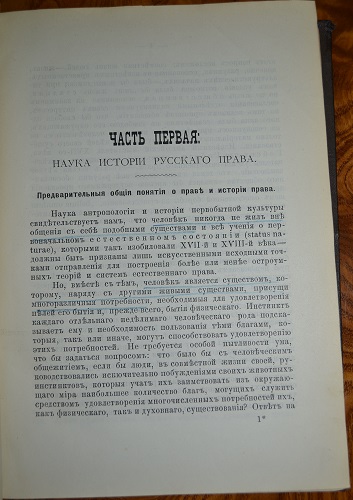 ЧАСТЬ ПЕРВАЯ:
НАУКА ИСТОРІИ РУССКАГО ПРАВА.
Предварительныя общія понятія о правѣ и исторіи права.
Наука антропологіи и исторіи первобытной культуры
свидѣтельствуетъ намъ, что человѣкъ никогда не жилъ внѣ
общенія съ себѣ подобными существами и всѣ ученія о пер-
воначальномъ естественномъ состояніи (status na-
turae), которыми такъ изобиловали XVII-й и XVIII-й вѣка—
должны быть признаны лишь искусственными исходными точ-
ками отправленія для построенія болѣе или менѣе остроум-
ныхъ теорій и системъ естественнаго права.
Но, вмѣстѣ съ тѣмъ, человѣкъ является существомъ, ко-
торому, наряду съ другими живыми существами, присущи
многоразличныя потребности, необходимыя для удовлетворенія
цѣлей его бытія и, прежде всего, бытія физическаго. Инстинктъ
каждаго отдѣльнаго недѣлимаго человѣческаго рода подска-
зываетъ ему и необходимость пользованія тѣми благами, ко-
торыя, такъ или иначе, могутъ способствовать удовлетворенію
этихъ потребностей. Не требуется особой пытливости ума,
что бы задаться вопросомъ: что было бы съ человѣческимъ
общежитіемъ, если бы люди, въ совмѣстной жизни своей, ру-
ководствовались исключительно побужденіями своихъ животныхъ
инстинктовъ, которые учатъ ихъ заимствовать изъ окружаю-
щаго міра наибольшее количество благъ, могущихъ служить
средствомъ удовлетворенія многочисленныхъ потребностей ихъ,
какъ физическаго, такъ и духовнаго, существованія? Отвѣтъ на
1*